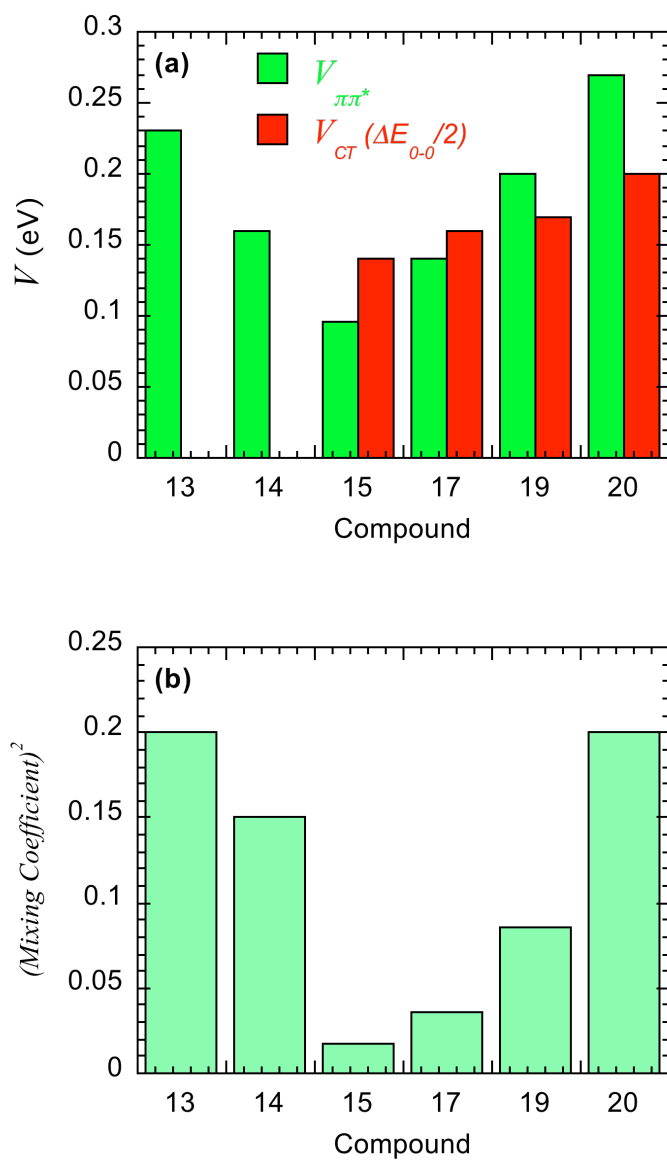 (a)
Vππ*
VCT (ΔE0-0/2)
0.3
0.25
0.2
0.15
0.1
0.05
0
V (eV)
13 14 15 17 19 20
Compound
(b)
0.25
0.2
0.15
0.1
0.05
0
(Mixing Coefficient)2
13 14 15 17 19 20
Compound